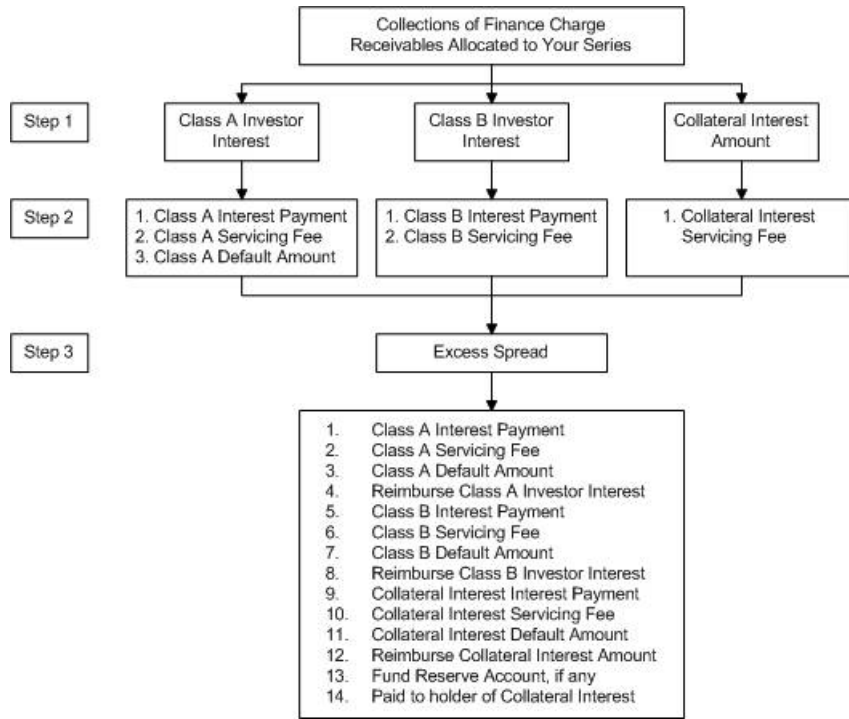 Collections of Finance Charge
Receivables Allocated to Your Series
Step 1
Class A Investor
Interest
Class B Investor
Interest
Collateral Interest
Amount
Step 2
1. Class A Interest Payment
2. Class A Servicing Fee
3. Class A Default Amount
1. Class B Interest Payment
2. Class B Servicing Fee
1. Collateral Interest
Servicing Fee
Step 3
Excess Spread
1. Class A Interest Payment
2. Class A Servicing Fee
3. Class A Default Amount
4. Reimburse Class A Investor Interest
5. Class B Interest Payment
6. Class B Servicing Fee
7. Class B Default Amount
8. Reimburse Class B Investor Interest
9. Collateral Interest Interest Payment
10. Collateral Interest Servicing Fee
11. Collateral Interest Default Amount
12. Reimburse Collateral Interest Amount
13. Fund Reserve Account, if any
14. Paid to holder of Collateral Interest